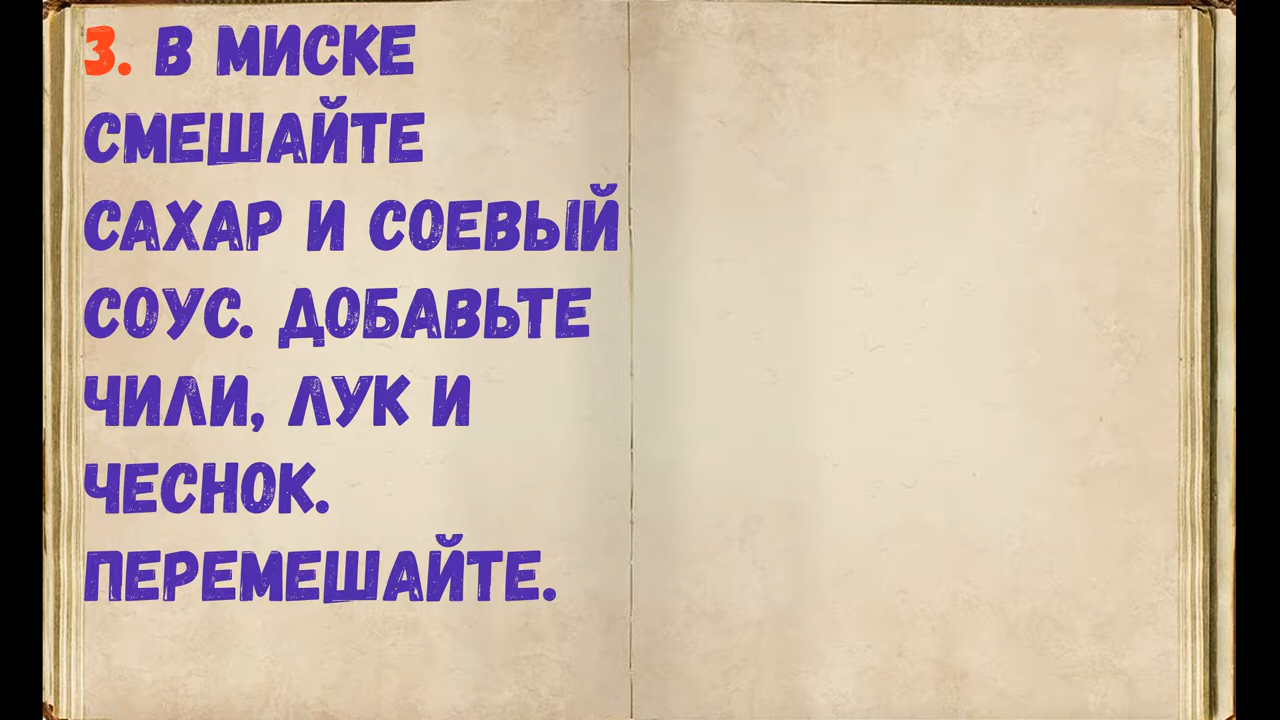 3. В МИСКЕ
СМЕШАЙТЕ
САХАР И СОЕВЫЙ
СОУС. ДОБАВЬТЕ
ЧИЛИ, ЛУК И
ЧЕСНОК.
ПЕРЕМЕШАЙТЕ.